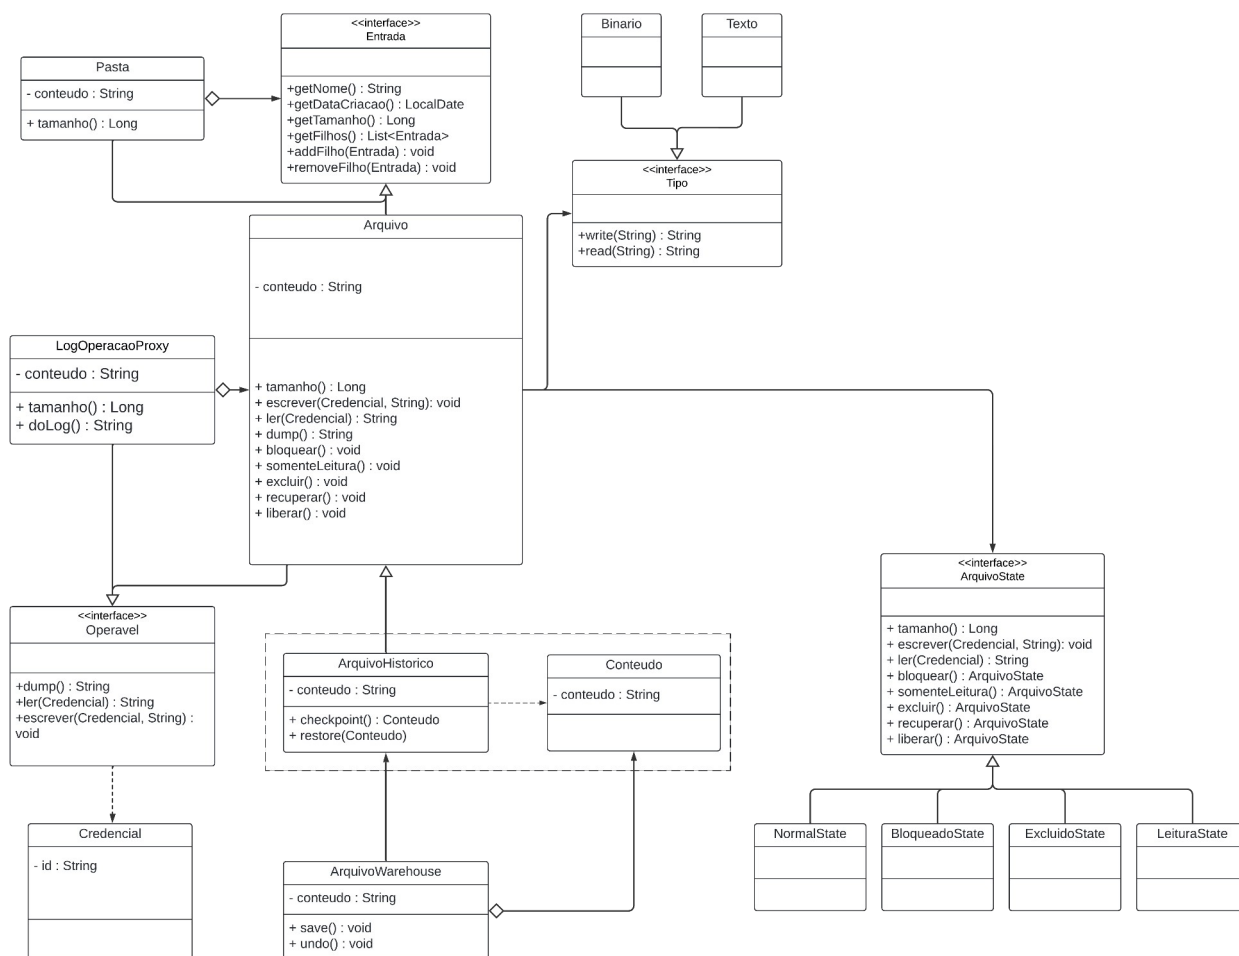 <<interface>>
Entrada
+getNome() : String
+getDataCriacao() : LocalDate
+getTamanho() : Long
+getFilhos() : List<Entrada>
+addFilho(Entrada) : void
+removeFilho(Entrada) : void
Pasta
- conteudo : String
+ tamanho() : Long
Binario
Texto
<<interface>>
Tipo
+write(String) : String
+read(String) : String
Arquivo
- conteudo : String
+ tamanho() : Long
+ escrever(Credencial, String): void
+ ler(Credencial) : String
+ dump() : String
+ bloquear() : void
+ somenteLeitura() : void
+ excluir() : void
+ recuperar() : void
+ liberar() : void
LogOperacaoProxy
- conteudo : String
+ tamanho() : Long
+ doLog() : String
<<interface>>
Operavel
+dump() : String
+ler(Credencial) : String
+escrever(Credencial, String) :
void
Credencial
- id : String
ArquivoHistorico
- conteudo : String
+ checkpoint() : Conteudo
+ restore(Conteudo)
Conteudo
- conteudo : String
ArquivoWarehouse
- conteudo : String
+ save() : void
+ undo() : void
<<interface>>
ArquivoState
+ tamanho() : Long
+ escrever(Credencial, String): void
+ ler(Credencial) : String
+ bloquear() : ArquivoState
+ somenteLeitura() : ArquivoState
+ excluir() : ArquivoState
+ recuperar() : ArquivoState
+ liberar() : ArquivoState
NormalState
BloqueadoState
ExcluidoState
LeituraState